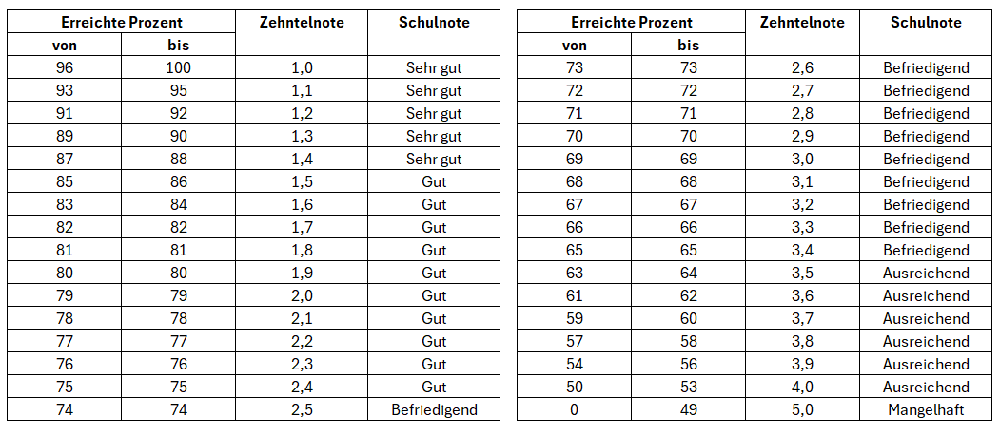 Erreichte Prozent Zehntelnote Schulnote
von bis
96 100 1,0 Sehr gut
93 95 1,1 Sehr gut
91 92 1,2 Sehr gut
89 90 1,3 Sehr gut
87 88 1,4 Sehr gut
85 86 1,5 Gut
83 84 1,6 Gut
82 82 1,7 Gut
81 81 1,8 Gut
80 80 1,9 Gut
79 79 2,0 Gut
78 78 2,1 Gut
77 77 2,2 Gut
76 76 2,3 Gut
75 75 2,4 Gut
74 74 2,5 Befriedigend
Erreichte Prozent Zehntelnote Schulnote
von bis
73 73 2,6 Befriedigend
72 72 2,7 Befriedigend
71 71 2,8 Befriedigend
70 70 2,9 Befriedigend
69 69 3,0 Befriedigend
68 68 3,1 Befriedigend
67 67 3,2 Befriedigend
66 66 3,3 Befriedigend
65 65 3,4 Befriedigend
63 64 3,5 Ausreichend
61 62 3,6 Ausreichend
59 60 3,7 Ausreichend
57 58 3,8 Ausreichend
54 56 3,9 Ausreichend
50 53 4,0 Ausreichend
0 49 5,0 Mangelhaft